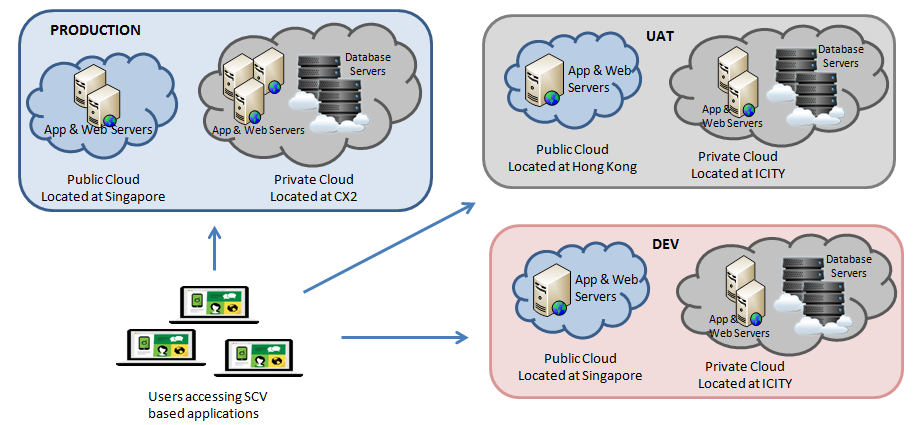 PRODUCTION
App & Web Servers
Database
Servers
App & Web Servers
Public Cloud
Located at Singapore
Private Cloud
Located at CX2
UAT
App & Web
Servers
Database
Servers
App &
Web Servers
Public Cloud
Located at Hong Kong
Private Cloud
Located at ICITY
DEV
App & Web
Servers
Database
Servers
App &
Web Servers
Public Cloud
Located at Singapore
Private Cloud
Located at ICITY
Users accessing SCV
based applications